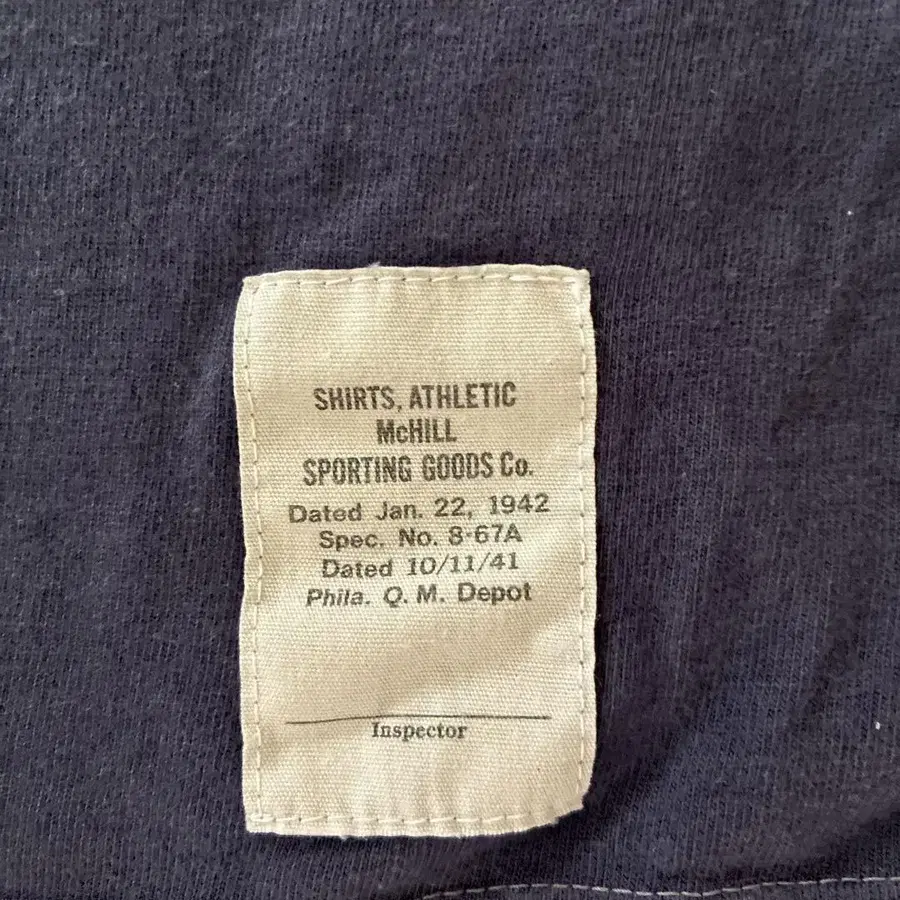 SHIRTS, ATHLETIC
McHILL
SPORTING GOODS Co.
Dated Jan. 22, 1942
Spec. No. 8-67A
Dated 10/11/41
Phila. Q. M. Depot
Inspector